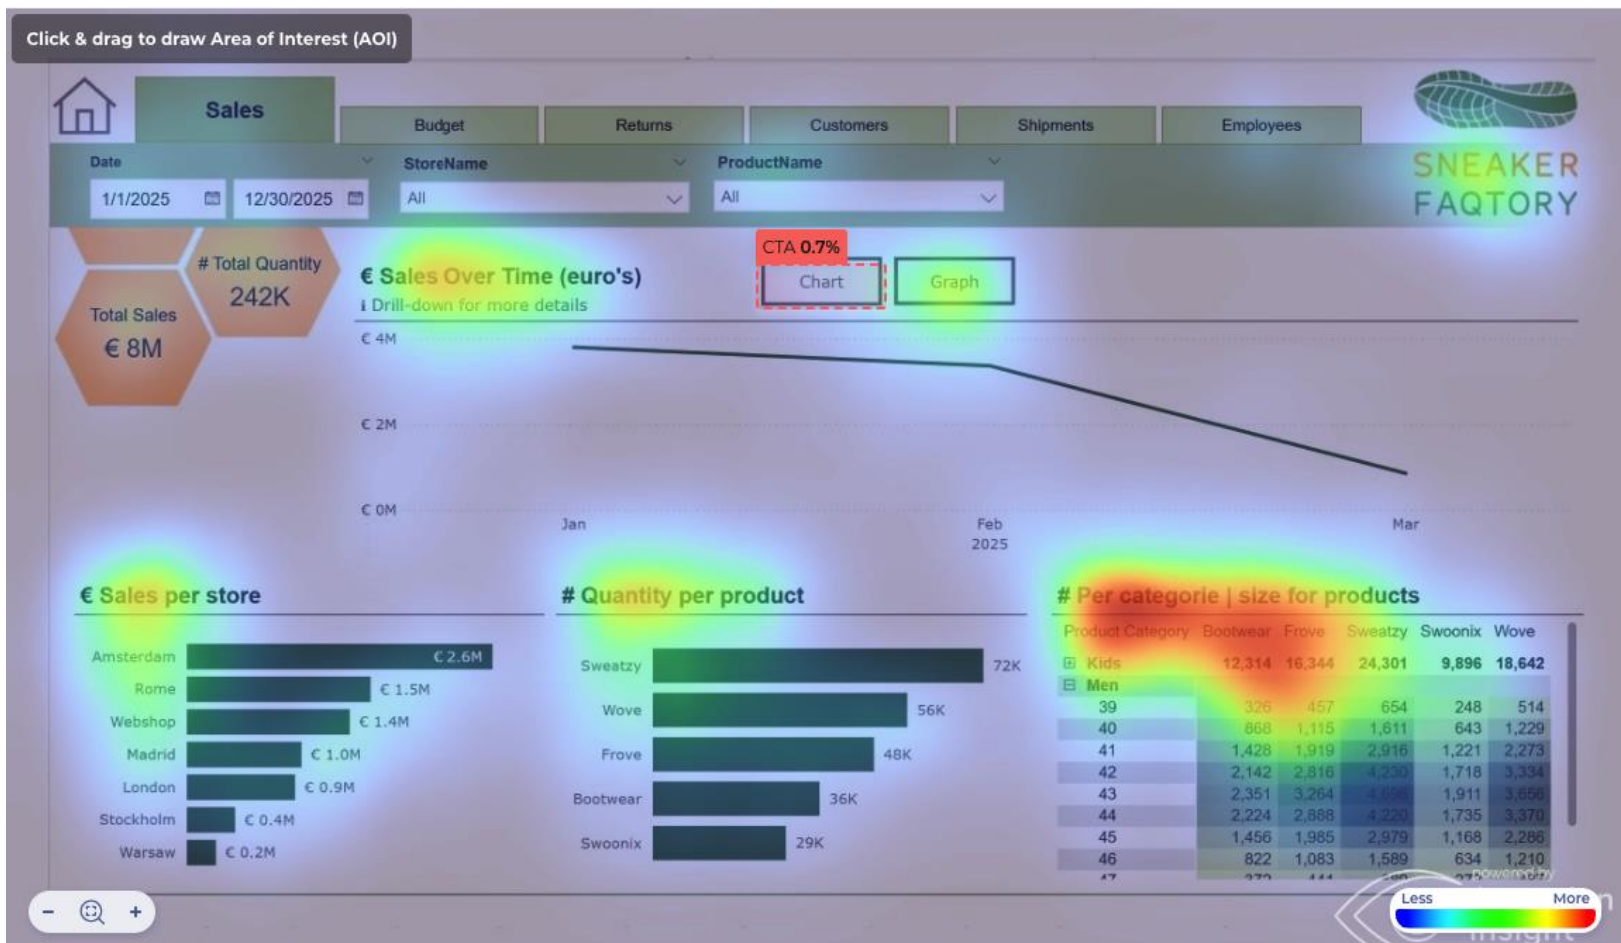 Click & drag to draw Area of Interest (AOI)
Sales
Budget
Returns
Customers
Shipments
Employees
SNEAKER
FAQTORY
Date
StoreName
ProductName
1/1/2025
12/30/2025
All
All
# Total Quantity
242K
Total Sales
€ 8M
€ Sales Over Time (euro's)
i Drill-down for more details
CTA 0.7%
Chart
Graph
€ 4M
€ 2M
€ 0M
Jan
Feb
2025
Mar
€ Sales per store
Amsterdam € 2.6M
Rome € 1.5M
Webshop € 1.4M
Madrid € 1.0M
London € 0.9M
Stockholm € 0.4M
Warsaw € 0.2M
# Quantity per product
Sweatzy 72K
Wove 56K
Frove 48K
Bootwear 36K
Swoonix 29K
# Per categorie | size for products
Product Category Bootwear Frove Sweatzy Swoonix Wove
Kids 12,314 16,344 24,301 9,896 18,642
Men
39 326 457 654 248 514
40 868 1,115 1,611 643 1,229
41 1,428 1,919 2,916 1,221 2,273
42 2,142 2,816 4,230 1,718 3,334
43 2,351 3,264 1,911 3,656
44 2,224 2,888 4,220 1,735 3,370
45 1,456 1,985 2,979 1,168 2,286
46 822 1,083 1,589 634 1,210
47
powered by
insight
Less
More